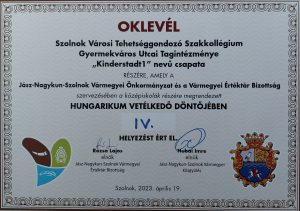 OKLEVÉL
Szolnok Városi Tehetséggondozó Szakkollégium
Gyermekváros Utcai Tagintézménye
„Kinderstadt1" nevű csapata
RÉSZÉRE, AMELY A
Jász-Nagykun-Szolnok Vármegyei Önkormányzat és a Vármegyei Értéktár Bizottság
szervezésében a középiskolák részére megrendezett
HUNGARIKUM VETÉLKEDŐ DÖNTŐJÉBEN
IV.
HELYEZÉST ÉRT EL.
Rózsa Lajos
elnök
Jász-Nagykun-Szolnok Vármegyei
Értéktár Bizottság
Hubai Imre
elnök
Jász-Nagykun-Szolnok Vármegyei
Közgyűlés
Szolnok, 2023. április 19.